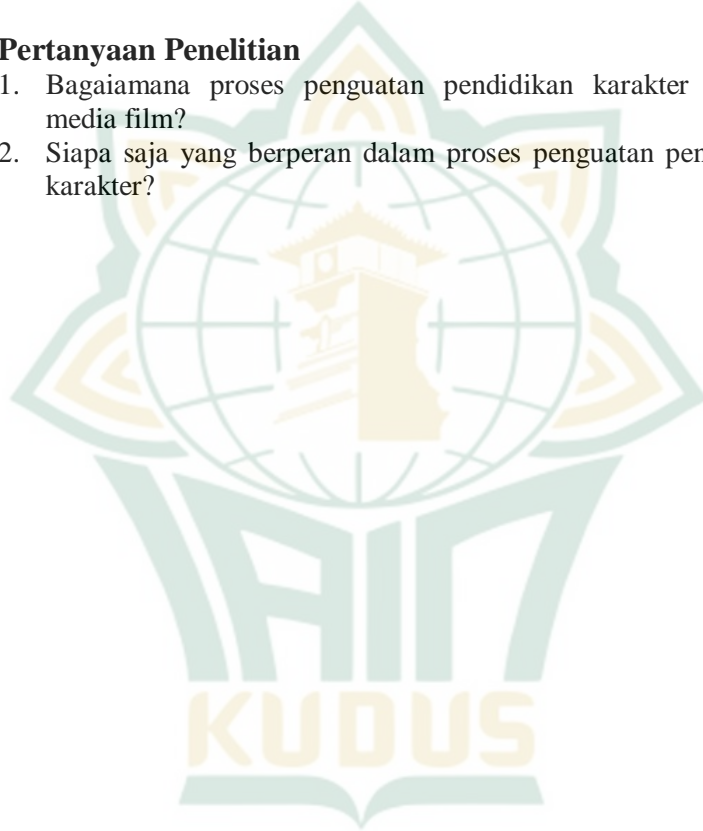 Pertanyaan Penelitian
1. Bagaiamana proses penguatan pendidikan karakter
media film?
2. Siapa saja yang berperan dalam proses penguatan pen
karakter?
IAIN
KUDUS